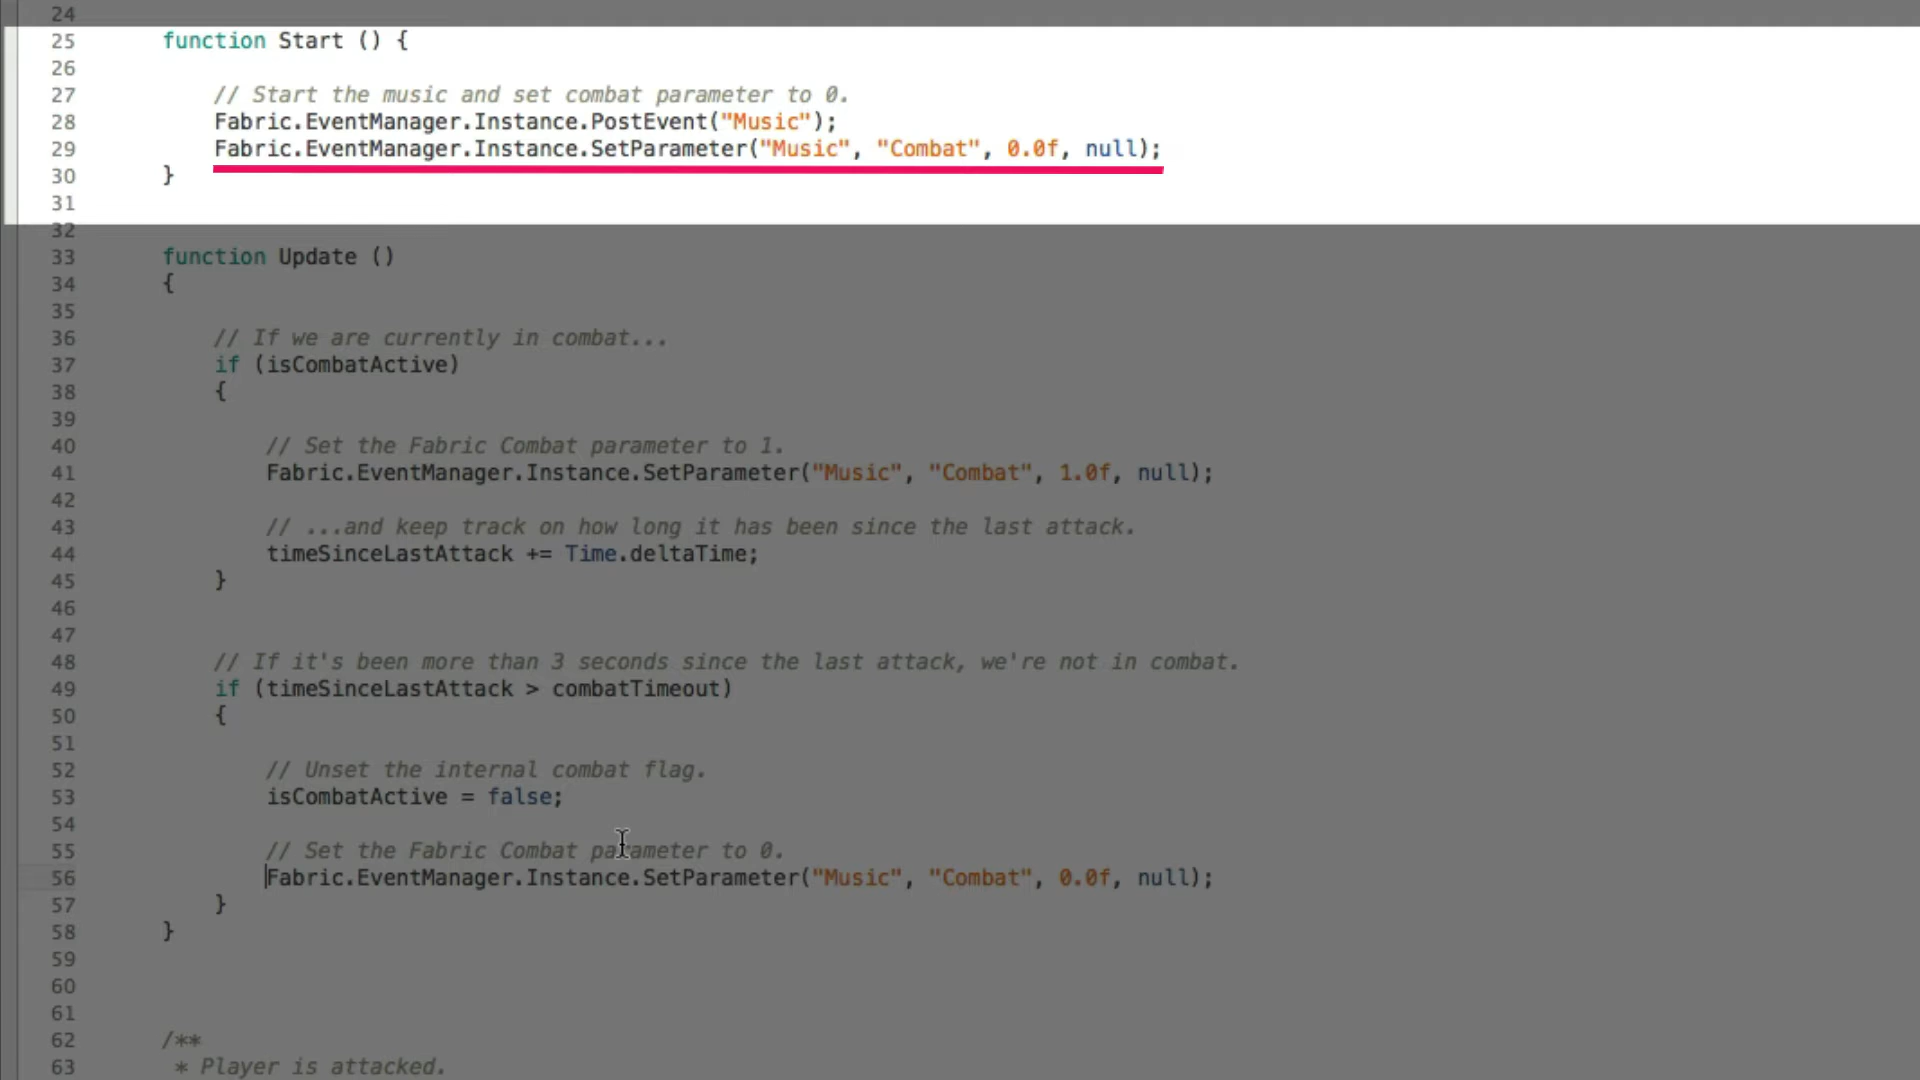 24
25 function Start () {
26
27 // Start the music and set combat parameter to 0.
28 Fabric.EventManager.Instance.PostEvent("Music");
29 Fabric.EventManager.Instance.SetParameter("Music", "Combat", 0.0f, null);
30 }
31
32
33 function Update ()
34 {
35
36 // If we are currently in combat...
37 if (isCombatActive)
38 {
39
40 // Set the Fabric Combat parameter to 1.
41 Fabric.EventManager.Instance.SetParameter("Music", "Combat", 1.0f, null);
42
43 // ...and keep track on how long it has been since the last attack.
44 timeSinceLastAttack += Time.deltaTime;
45 }
46
47
48 // If it's been more than 3 seconds since the last attack, we're not in combat.
49 if (timeSinceLastAttack > combatTimeout)
50 {
51
52 // Unset the internal combat flag.
53 isCombatActive = false;
54
55 // Set the Fabric Combat parameter to 0.
56 Fabric.EventManager.Instance.SetParameter("Music", "Combat", 0.0f, null);
57 }
58 }
59
60
61
62 /**
63 * Player is attacked.